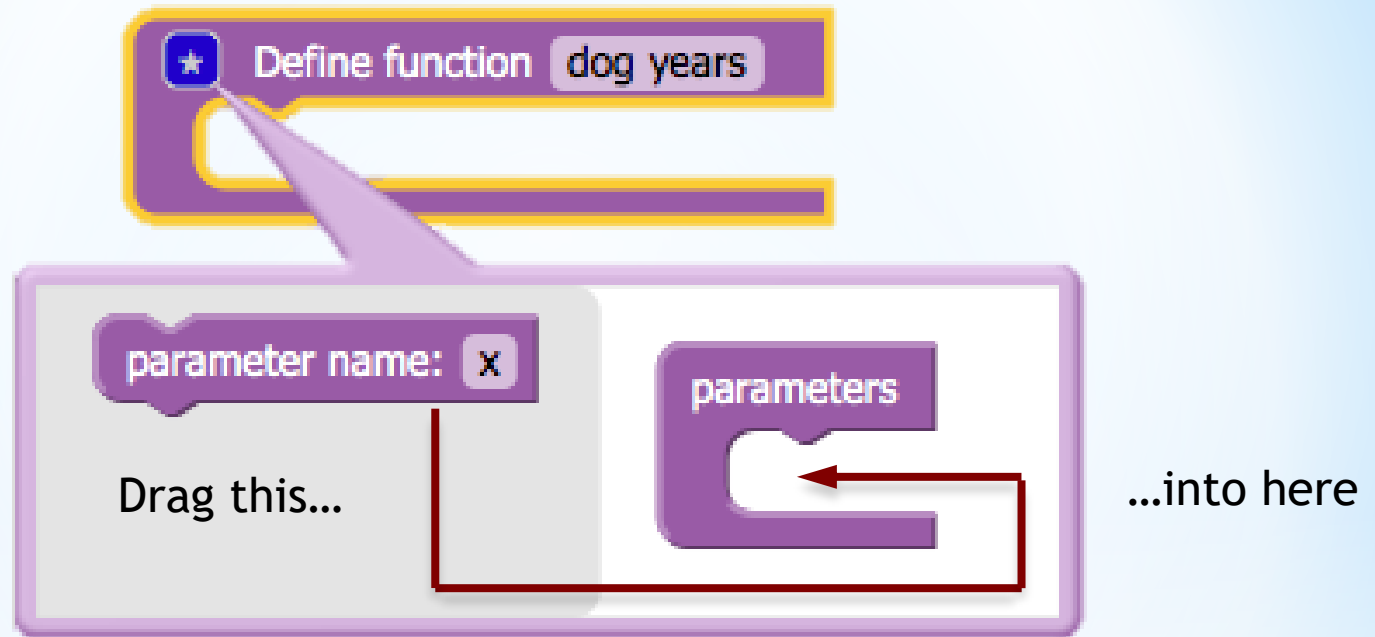 ★ Define function dog years
parameter name: x
parameters
Drag this…
…into here